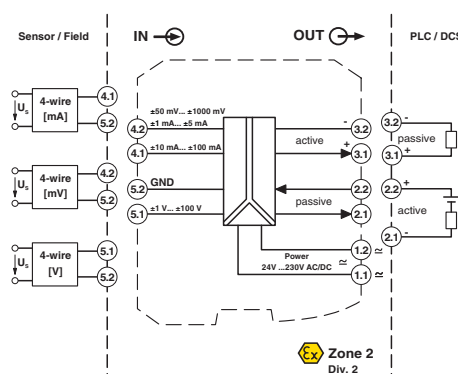 Sensor / Field
IN
OUT
PLC / DCS
Us
4-wire
[mA]
4.1
5.2
Us
4-wire
[mV]
4.2
5.2
Us
4-wire
[V]
5.1
5.2
±50 mV... ±1000 mV
±1 mA... ±5 mA
4.2
±10 mA... ±100 mA
4.1
GND
5.2
±1 V... ±100 V
5.1
-
3.2
active
+
3.1
2.2
passive
2.1
Power
24V ...230V AC/DC
≃
1.2 ≃
1.1 ≃
3.2 -
passive
3.1 +
2.2 +
active
2.1 -
Ex Zone 2
Div. 2